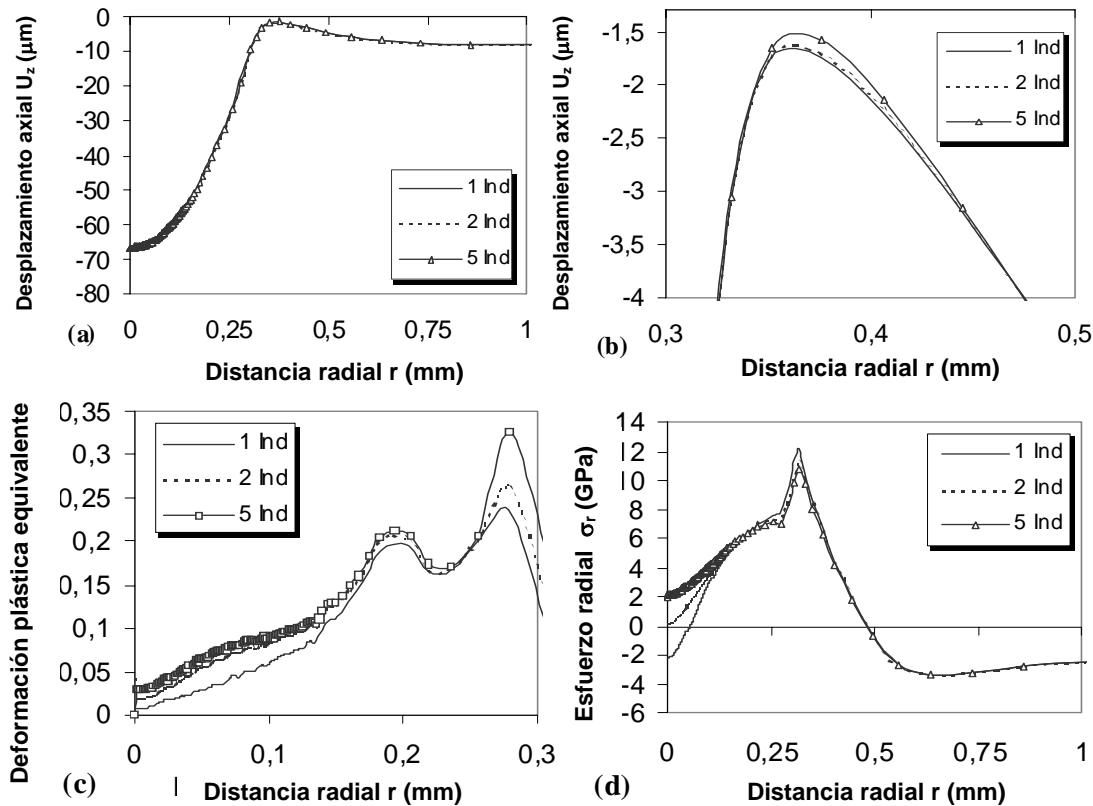 Desplazamiento axial Uz (μm)
0
-10
-20
-30
-40
-50
-60
-70
-80
0
0,25
0,5
0,75
1
1 Ind
2 Ind
5 Ind
(a)
Distancia radial r (mm)
Desplazamiento axial Uz (μm)
-1
-1,5
-2
-2,5
-3
-3,5
-4
0,3
0,4
0,5
1 Ind
2 Ind
5 Ind
(b)
Distancia radial r (mm)
Deformación plástica equivalente
0,35
0,3
0,25
0,2
0,15
0,1
0,05
0
0
0,1
0,2
0,3
1 Ind
2 Ind
5 Ind
(c)
Distancia radial r (mm)
Esfuerzo radial σr (GPa)
14
12
10
8
6
4
2
0
-2
-4
-6
0
0,25
0,5
0,75
1
1 Ind
2 Ind
5 Ind
(d)
Distancia radial r (mm)